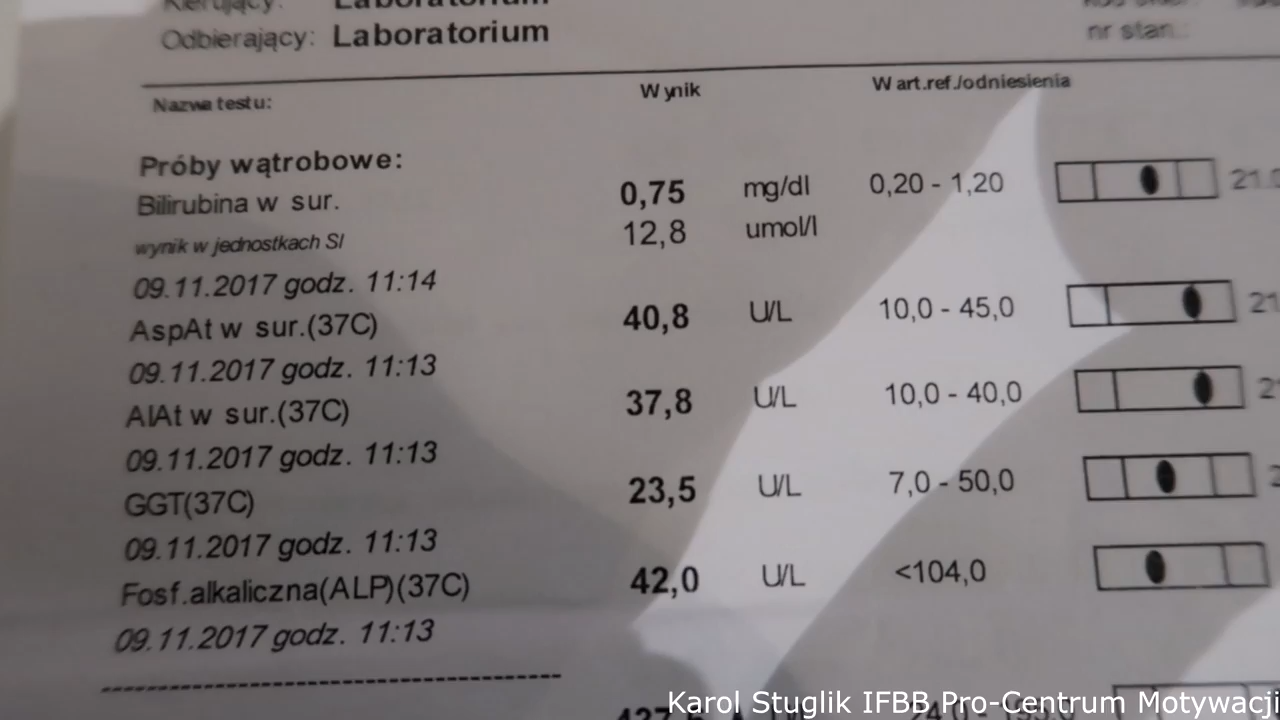 Kierujący: Laboratorium
Odbierający: Laboratorium
nr stan.:
Nazwa testu: Wynik Wart.ref./odniesienia
Próby wątrobowe:
Bilirubina w sur. 0,75 mg/dl 0,20 - 1,20
wynik w jednostkach SI 12,8 umol/l
09.11.2017 godz. 11:14
AspAt w sur.(37C) 40,8 U/L 10,0 - 45,0 21
09.11.2017 godz. 11:13
AlAt w sur.(37C) 37,8 U/L 10,0 - 40,0
09.11.2017 godz. 11:13
GGT(37C) 23,5 U/L 7,0 - 50,0
09.11.2017 godz. 11:13
Fosf.alkaliczna(ALP)(37C) 42,0 U/L <104,0
09.11.2017 godz. 11:13
Karol Stuglik IFBB Pro-Centrum Motywacji